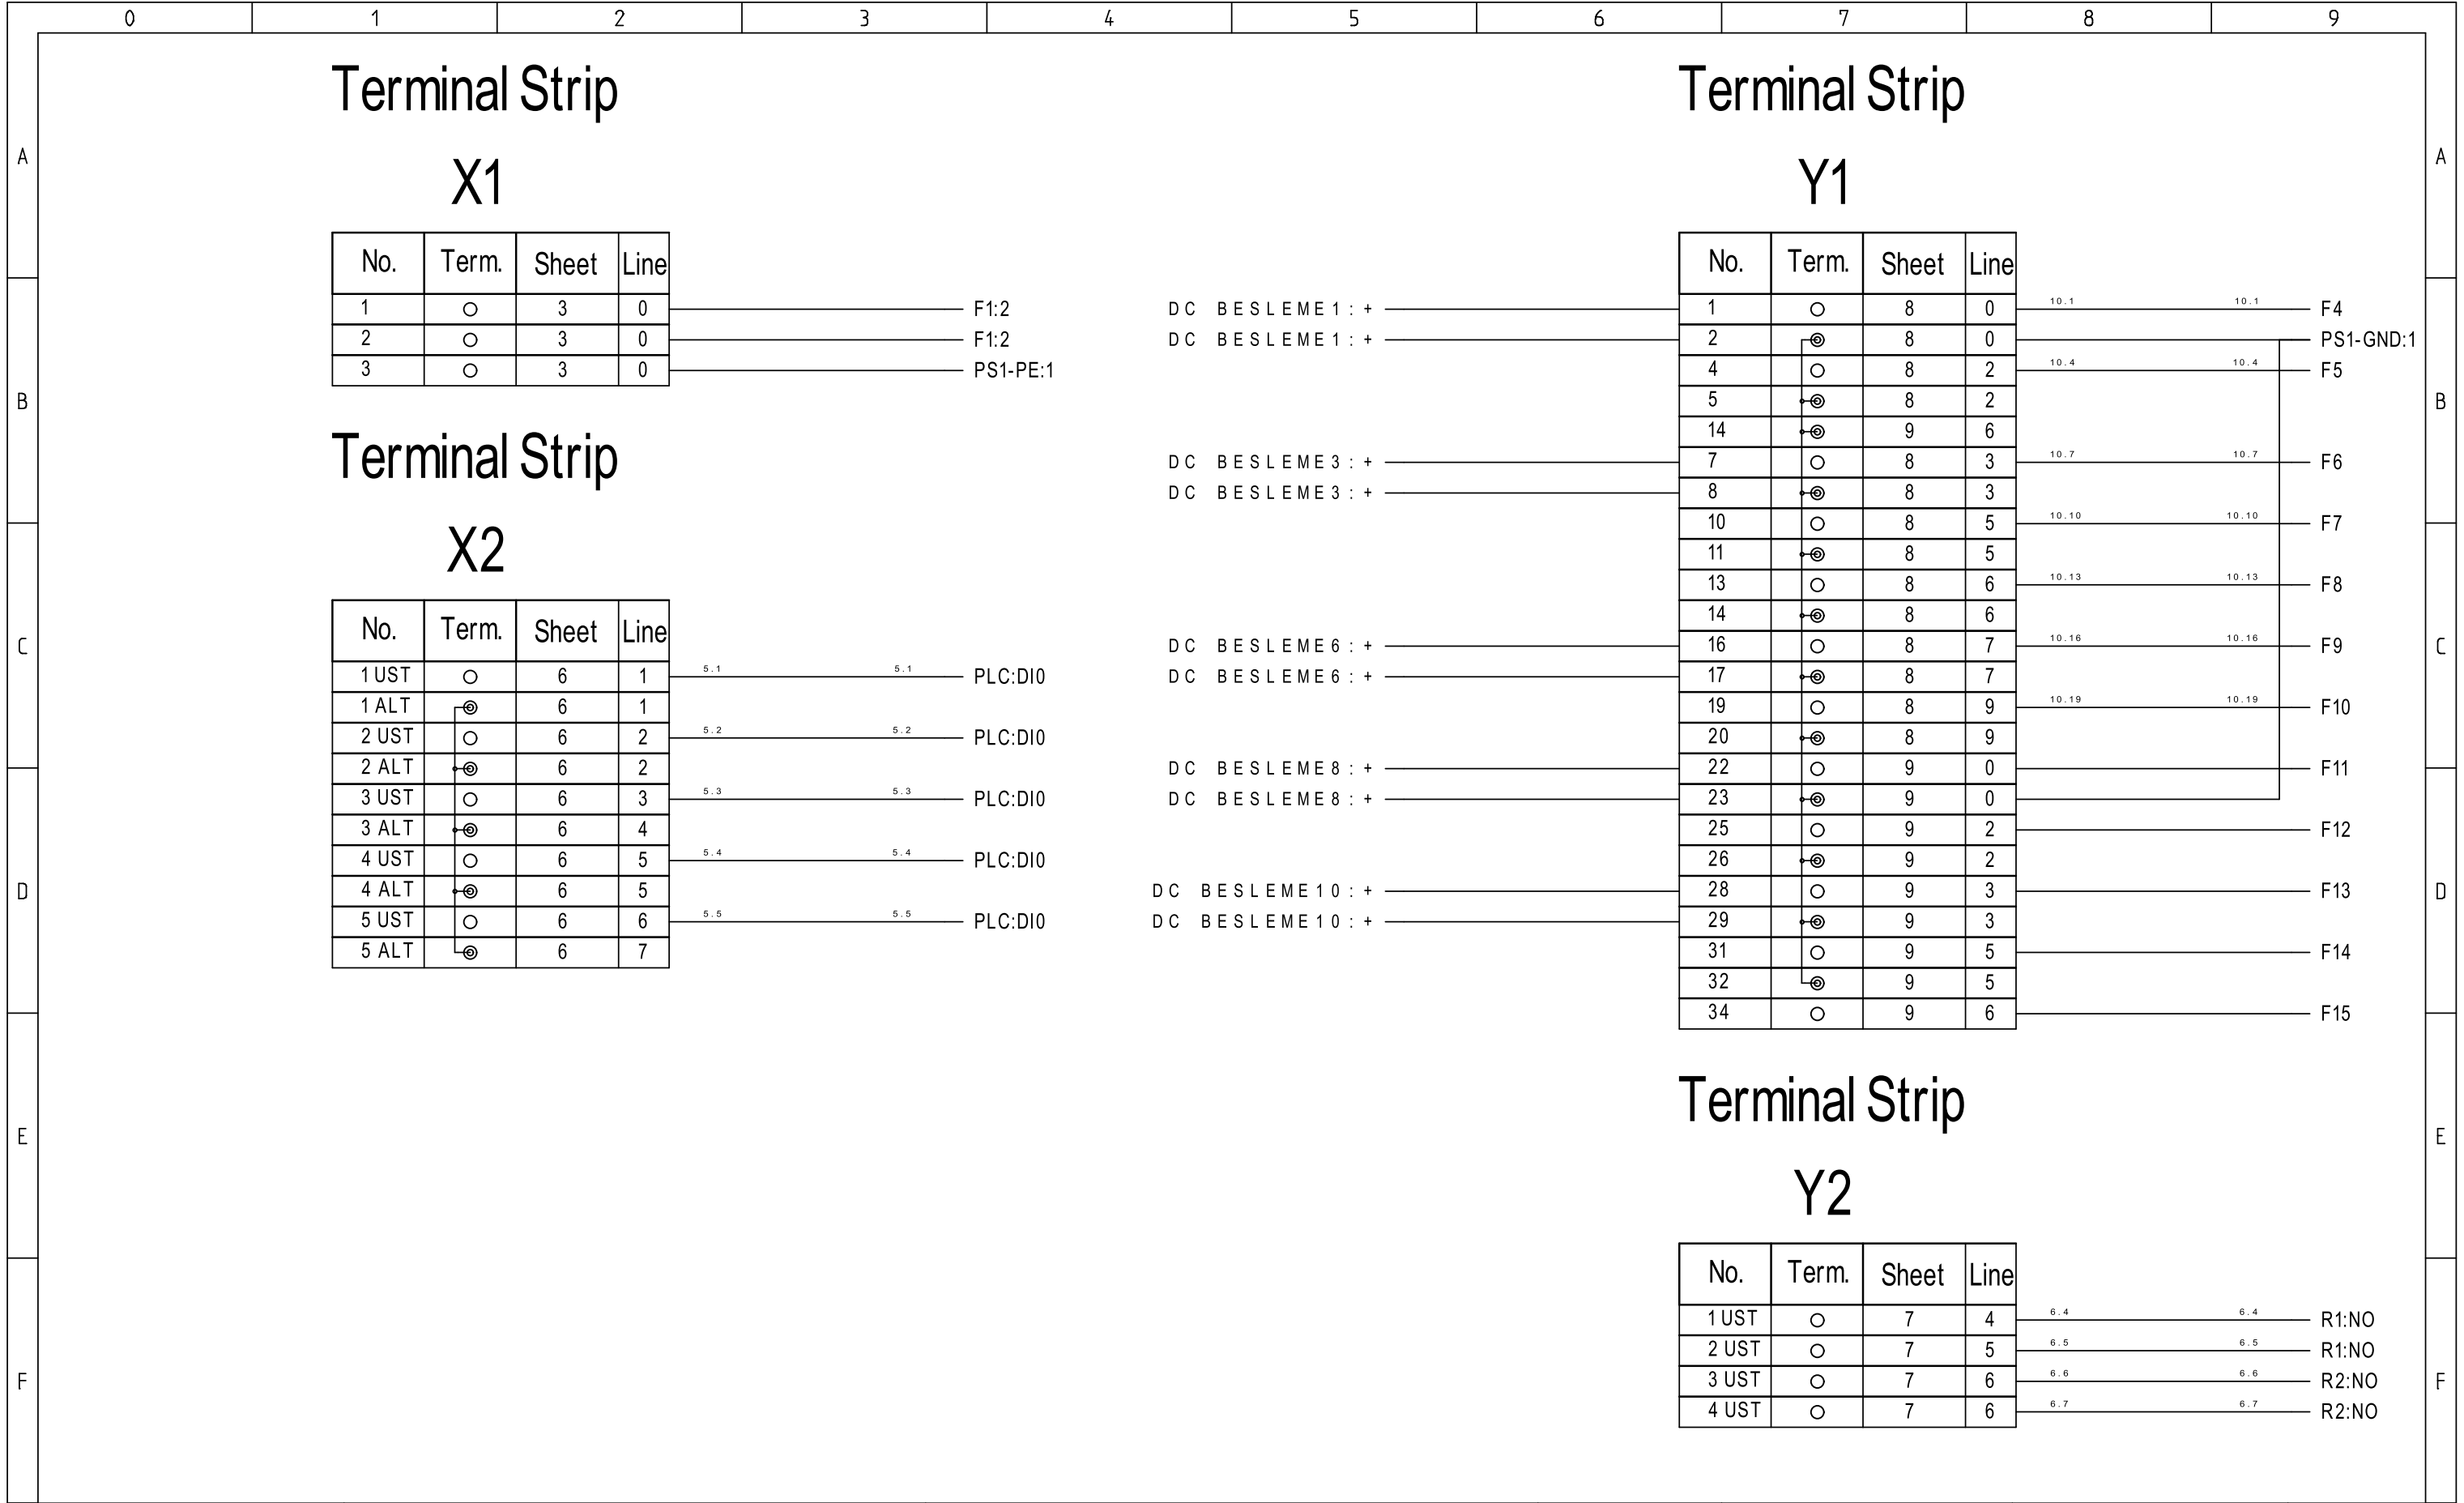 0 1 2 3 4 5 6 7 8 9
A A
B B
C C
D D
E E
F F
Terminal Strip
X1
No. Term. Sheet Line
1 3 0 F1:2
2 3 0 F1:2
3 3 0 PS1-PE:1
Terminal Strip
X2
No. Term. Sheet Line
1 UST 6 1 5.1 5.1 PLC:DI0
1 ALT 6 1
2 UST 6 2 5.2 5.2 PLC:DI0
2 ALT 6 2
3 UST 6 3 5.3 5.3 PLC:DI0
3 ALT 6 4
4 UST 6 5 5.4 5.4 PLC:DI0
4 ALT 6 5
5 UST 6 6 5.5 5.5 PLC:DI0
5 ALT 6 7
Terminal Strip
Y1
No. Term. Sheet Line
DC BESLEME1:+ 1 8 0 10.1 10.1 F4
DC BESLEME1:+ 2 8 0 PS1-GND:1
4 8 2 10.4 10.4 F5
5 8 2
14 9 6
DC BESLEME3:+ 7 8 3 10.7 10.7 F6
DC BESLEME3:+ 8 8 3
10 8 5 10.10 10.10 F7
11 8 5
13 8 6 10.13 10.13 F8
14 8 6
DC BESLEME6:+ 16 8 7 10.16 10.16 F9
DC BESLEME6:+ 17 8 7
19 8 9 10.19 10.19 F10
20 8 9
DC BESLEME8:+ 22 9 0 F11
DC BESLEME8:+ 23 9 0
25 9 2 F12
26 9 2
DC BESLEME10:+ 28 9 3 F13
DC BESLEME10:+ 29 9 3
31 9 5 F14
32 9 5
34 9 6 F15
Terminal Strip
Y2
No. Term. Sheet Line
1 UST 7 4 6.4 6.4 R1:NO
2 UST 7 5 6.5 6.5 R1:NO
3 UST 7 6 6.6 6.6 R2:NO
4 UST 7 6 6.7 6.7 R2:NO